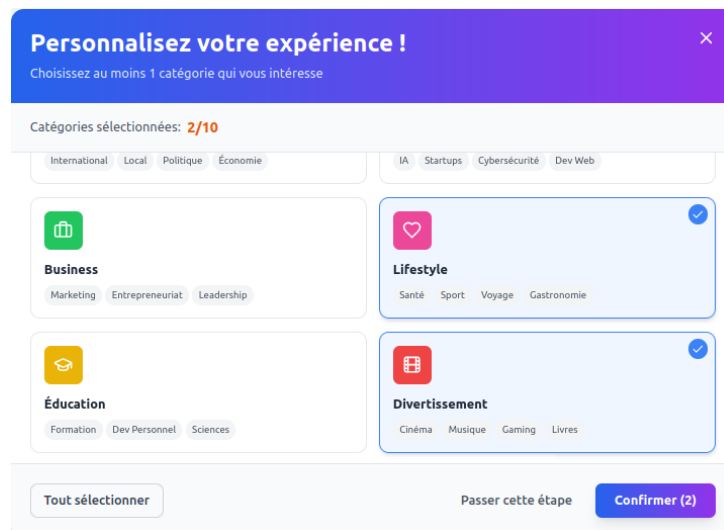 Personnalisez votre expérience !
Choisissez au moins 1 catégorie qui vous intéresse
Catégories sélectionnées: 2/10
International Local Politique Économie
IA Startups Cybersécurité Dev Web
Business
Marketing Entrepreneuriat Leadership
Lifestyle
Santé Sport Voyage Gastronomie
Éducation
Formation Dev Personnel Sciences
Divertissement
Cinéma Musique Gaming Livres
Tout sélectionner
Passer cette étape
Confirmer (2)